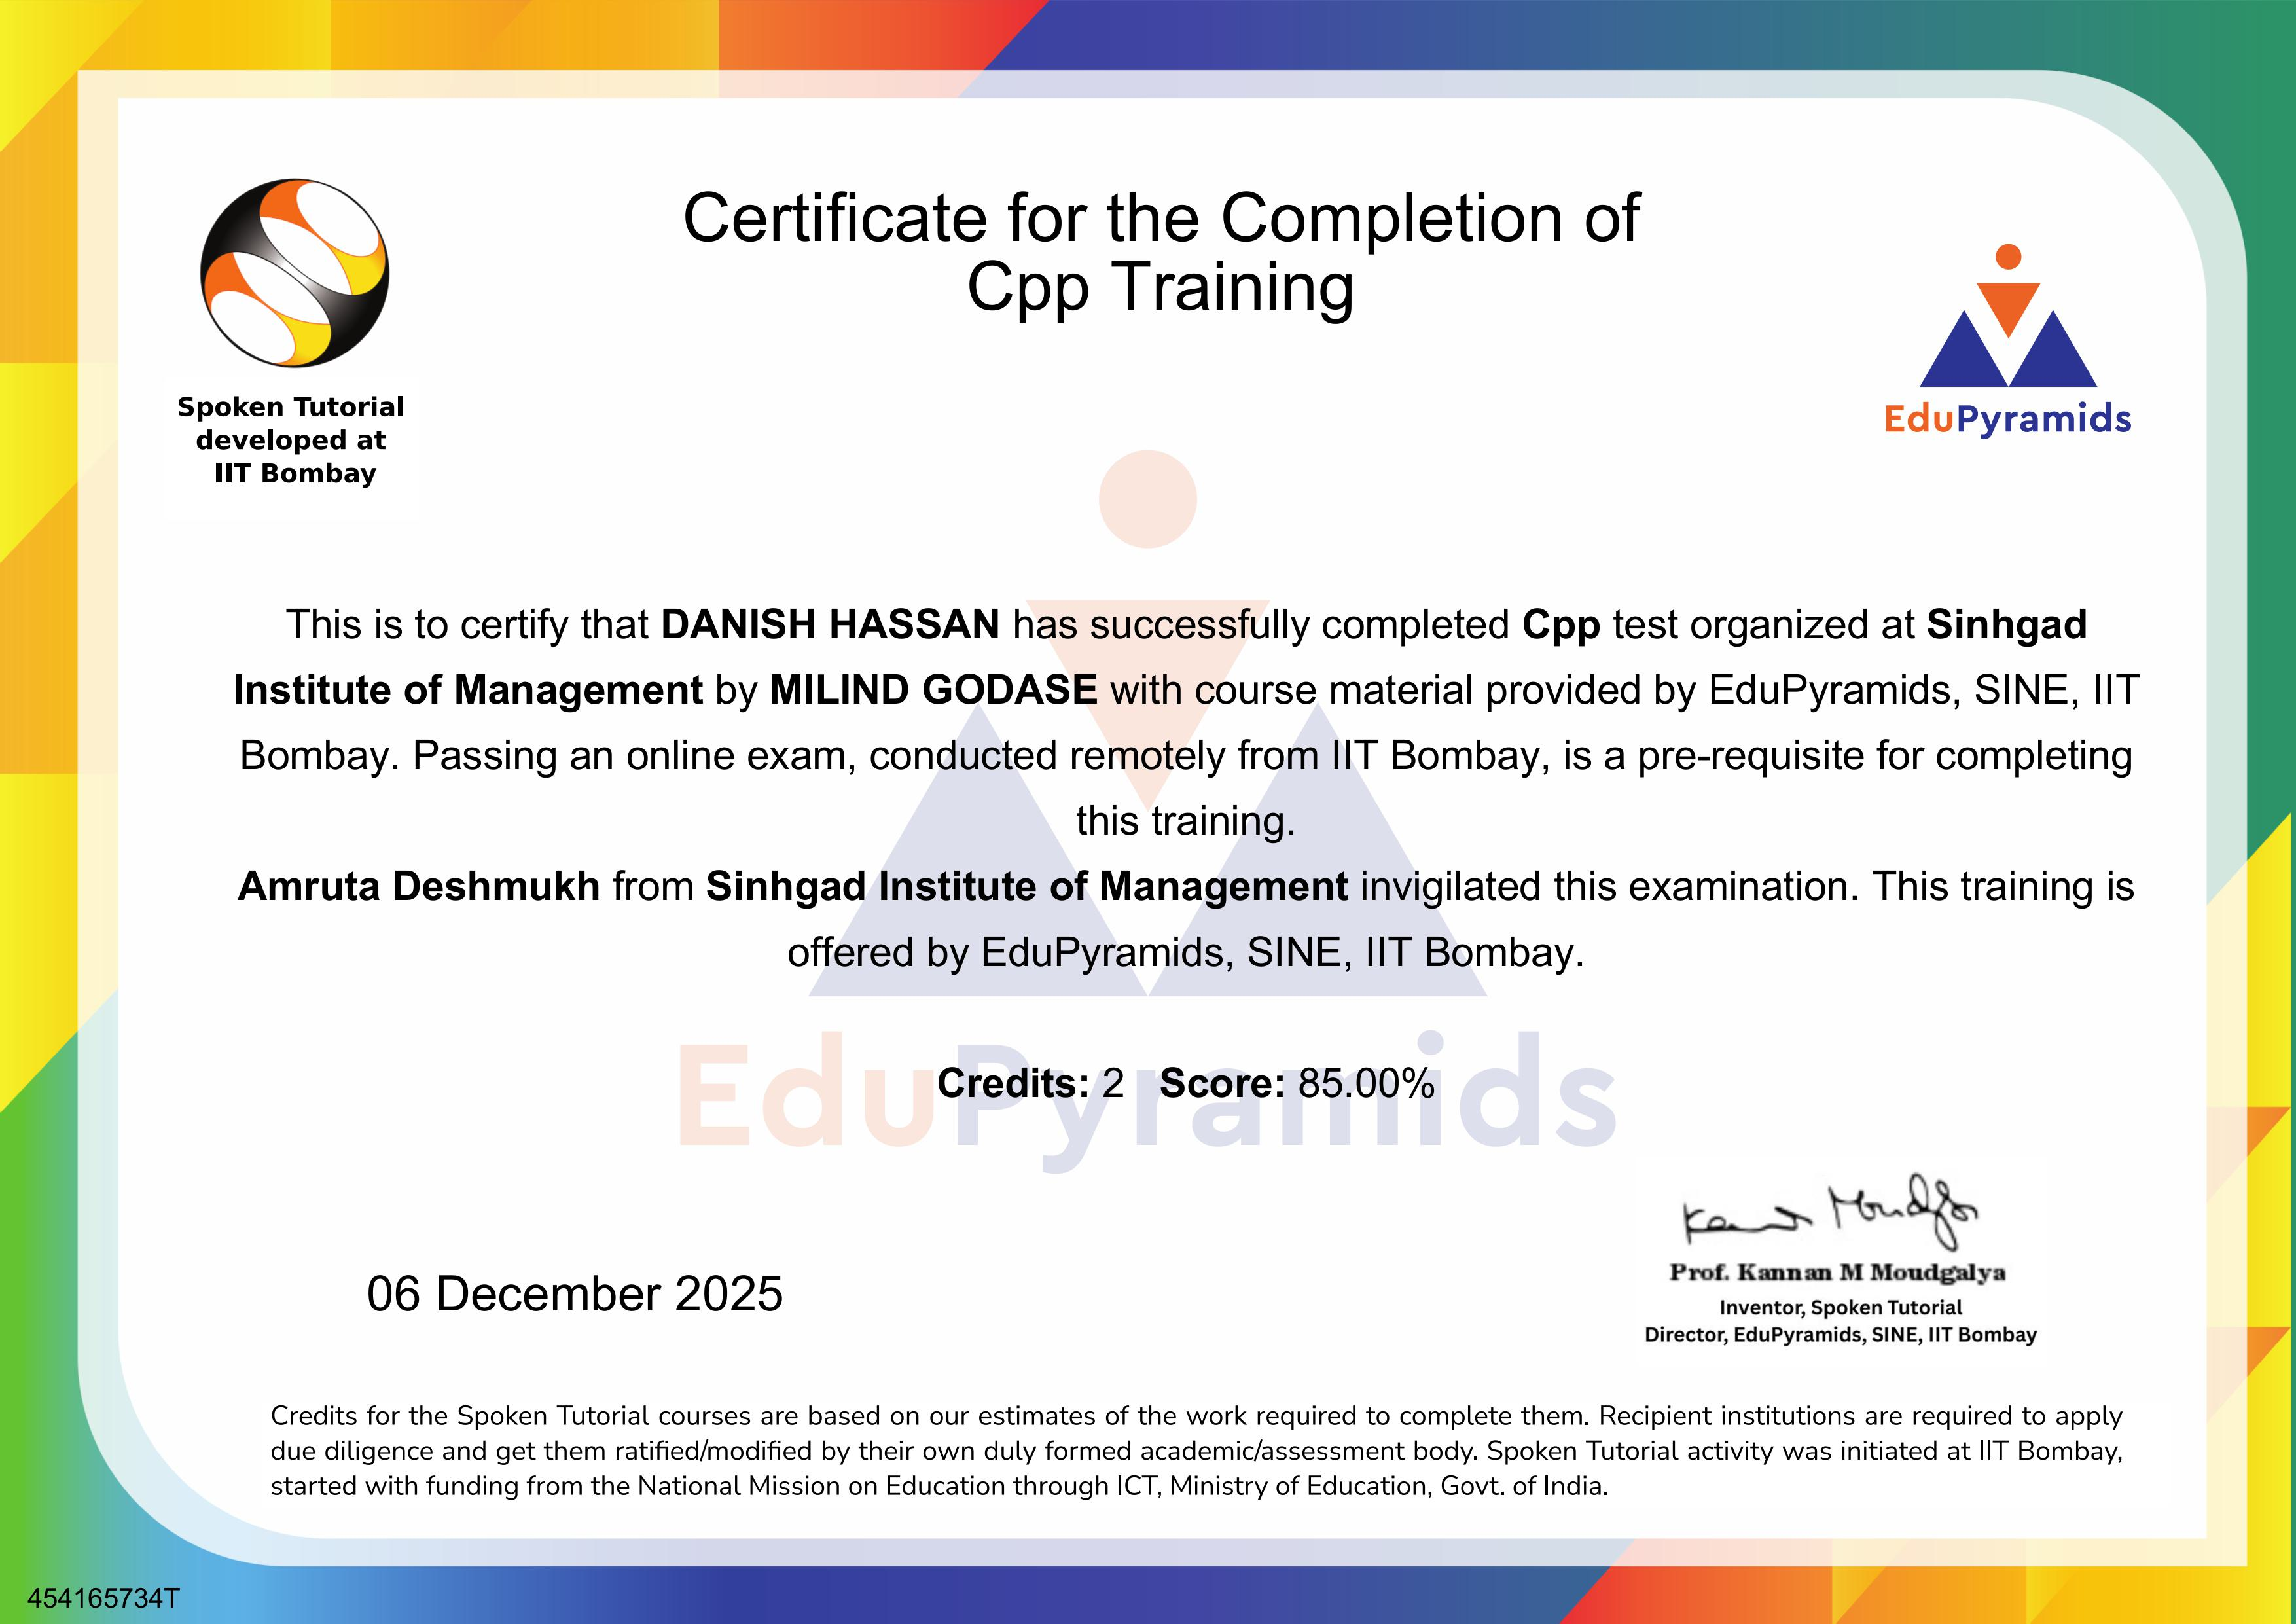 Certificate for the Completion of
Cpp Training
Spoken Tutorial
developed at
IIT Bombay
EduPyramids
This is to certify that DANISH HASSAN has successfully completed Cpp test organized at Sinhgad
Institute of Management by MILIND GODASE with course material provided by EduPyramids, SINE, IIT
Bombay. Passing an online exam, conducted remotely from IIT Bombay, is a pre-requisite for completing
this training.
Amruta Deshmukh from Sinhgad Institute of Management invigilated this examination. This training is
offered by EduPyramids, SINE, IIT Bombay.
EduPyramids
Credits: 2 Score: 85.00%
06 December 2025
Kannan Moudgalya
Prof. Kannan M Moudgalya
Inventor, Spoken Tutorial
Director, EduPyramids, SINE, IIT Bombay
Credits for the Spoken Tutorial courses are based on our estimates of the work required to complete them. Recipient institutions are required to apply
due diligence and get them ratified/modified by their own duly formed academic/assessment body. Spoken Tutorial activity was initiated at IIT Bombay,
started with funding from the National Mission on Education through ICT, Ministry of Education, Govt. of India.
454165734T